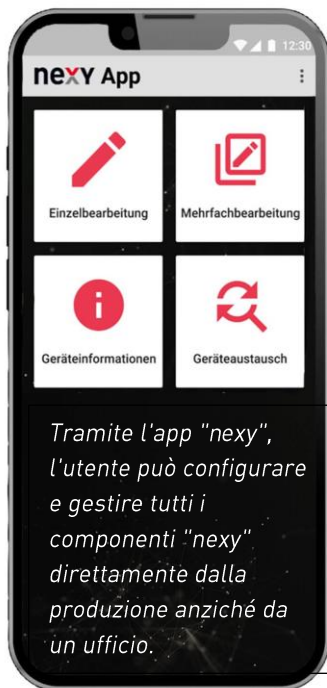 12:30
nexy App
Einzelbearbeitung
Mehrfachbearbeitung
Geräteinformationen
Geräteaustausch
Tramite l'app "nexy",
l'utente può configurare
e gestire tutti i
componenti "nexy"
direttamente dalla
produzione anziché da
un ufficio.